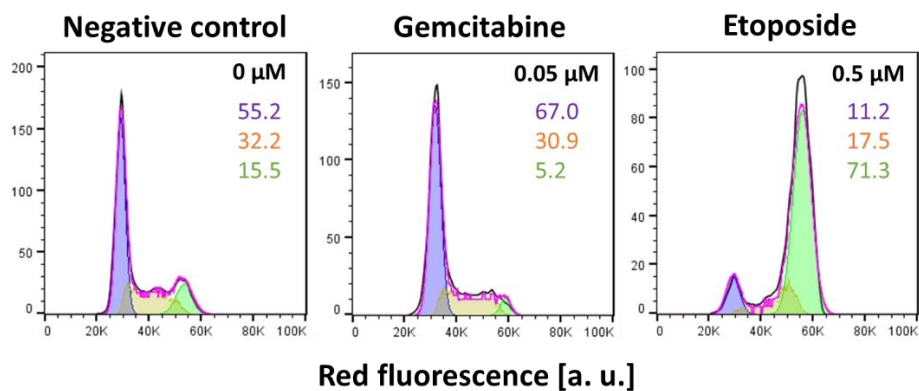 Negative control
Gemcitabine
Etoposide
200
150
100
50
0
0 µM
55.2
32.2
15.5
0
20K
40K
60K
80K
100K
150
100
50
0
0.05 µM
67.0
30.9
5.2
0
20K
40K
60K
80K
100K
100
80
60
40
20
0
0.5 µM
11.2
17.5
71.3
0
20K
40K
60K
80K
100K
Red fluorescence [a. u.]